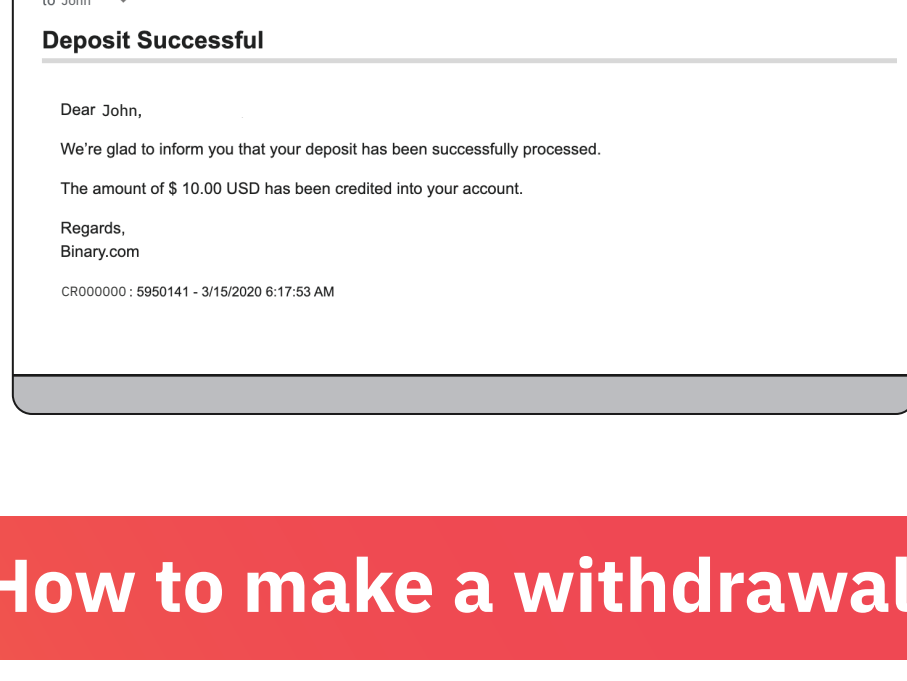 to John
Deposit Successful
Dear John,
We’re glad to inform you that your deposit has been successfully processed.
The amount of $ 10.00 USD has been credited into your account.
Regards,
Binary.com
CR000000 : 5950141 - 3/15/2020 6:17:53 AM
How to make a withdrawal